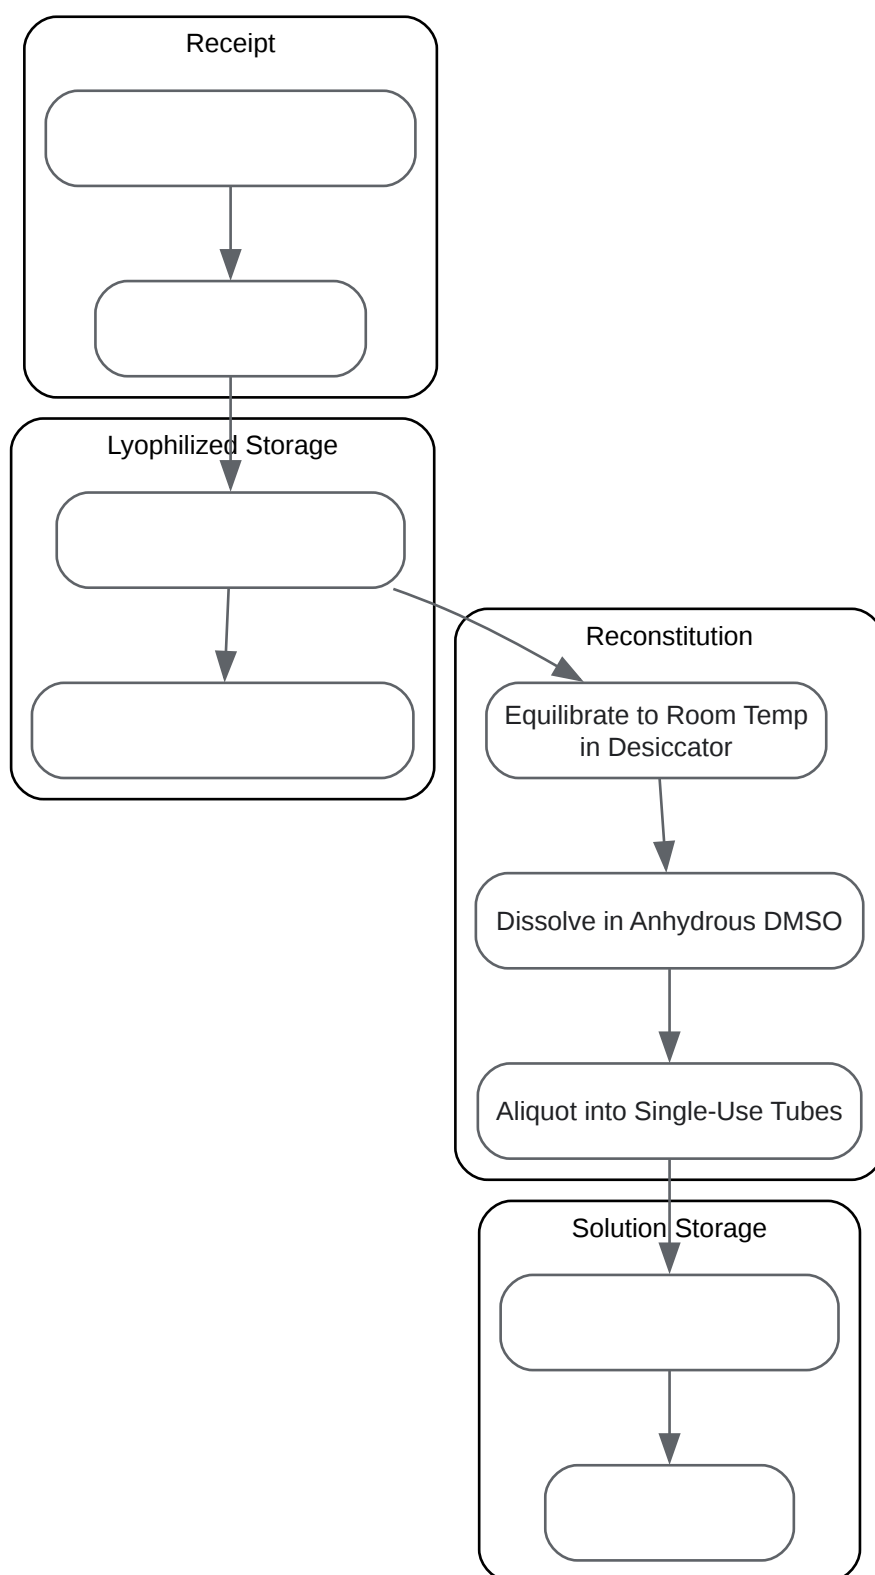 Receipt
Lyophilized Storage
Reconstitution
Equilibrate to Room Temp
in Desiccator
Dissolve in Anhydrous DMSO
Aliquot into Single-Use Tubes
Solution Storage